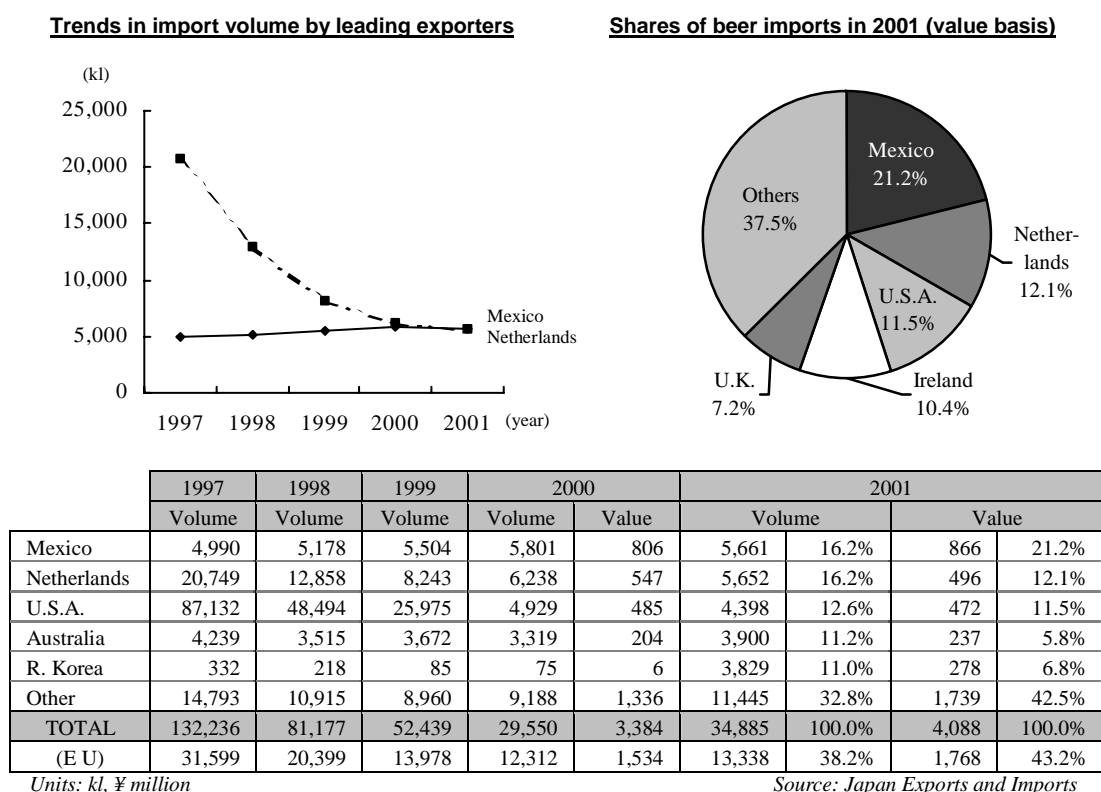 Trends in import volume by leading exporters
(kl)
25,000
20,000
15,000
10,000
5,000
0
1997 1998 1999 2000 2001 (year)
Mexico
Netherlands
Shares of beer imports in 2001 (value basis)
Mexico
21.2%
Nether-
lands
12.1%
U.S.A.
11.5%
Ireland
10.4%
U.K.
7.2%
Others
37.5%
1997 1998 1999 2000 2001
Volume Volume Volume Volume Value Volume Value
Mexico 4,990 5,178 5,504 5,801 806 5,661 16.2% 866 21.2%
Netherlands 20,749 12,858 8,243 6,238 547 5,652 16.2% 496 12.1%
U.S.A. 87,132 48,494 25,975 4,929 485 4,398 12.6% 472 11.5%
Australia 4,239 3,515 3,672 3,319 204 3,900 11.2% 237 5.8%
R. Korea 332 218 85 75 6 3,829 11.0% 278 6.8%
Other 14,793 10,915 8,960 9,188 1,336 11,445 32.8% 1,739 42.5%
TOTAL 132,236 81,177 52,439 29,550 3,384 34,885 100.0% 4,088 100.0%
(E U) 31,599 20,399 13,978 12,312 1,534 13,338 38.2% 1,768 43.2%
Units: kl, ¥ million Source: Japan Exports and Imports